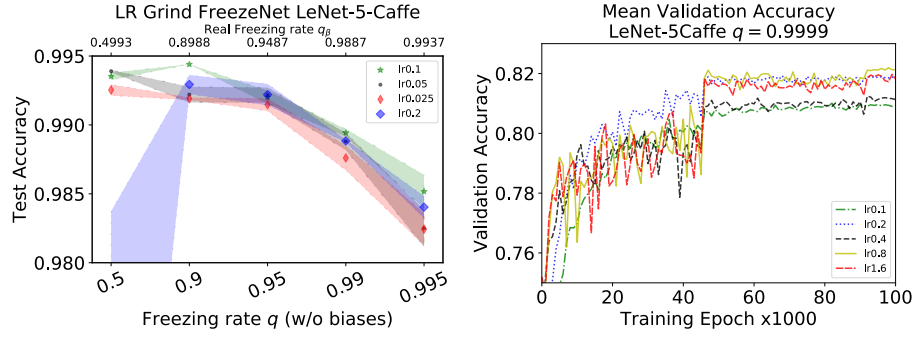 LR Grind FreezeNet LeNet-5-Caffe
Real Freezing rate qβ
0.4993 0.8988 0.9487 0.9887 0.9937
0.995
0.990
0.985
0.980
Test Accuracy
lr0.1
lr0.05
lr0.025
lr0.2
0.5 0.9 0.95 0.99 0.995
Freezing rate q (w/o biases)
Mean Validation Accuracy
LeNet-5Caffe q = 0.9999
0.82
0.80
0.78
0.76
Validation Accuracy
lr0.1
lr0.2
lr0.4
lr0.8
lr1.6
0 20 40 60 80 100
Training Epoch x1000